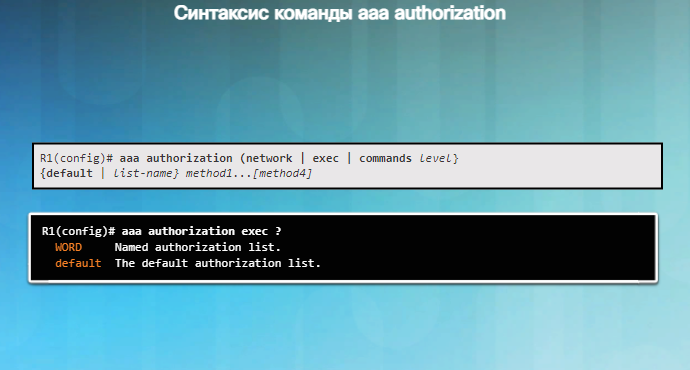 Синтаксис команды aaa authorization
R1(config)# aaa authorization (network | exec | commands level}
{default | list-name} method1...[method4]
R1(config)# aaa authorization exec ?
WORD Named authorization list.
default The default authorization list.